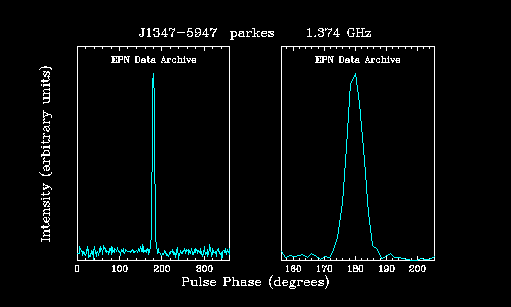 J1347-5947 parkes 1.374 GHz
EPN Data Archive EPN Data Archive
Intensity (arbitrary units)
0 100 200 300 160 170 180 190 200
Pulse Phase (degrees)